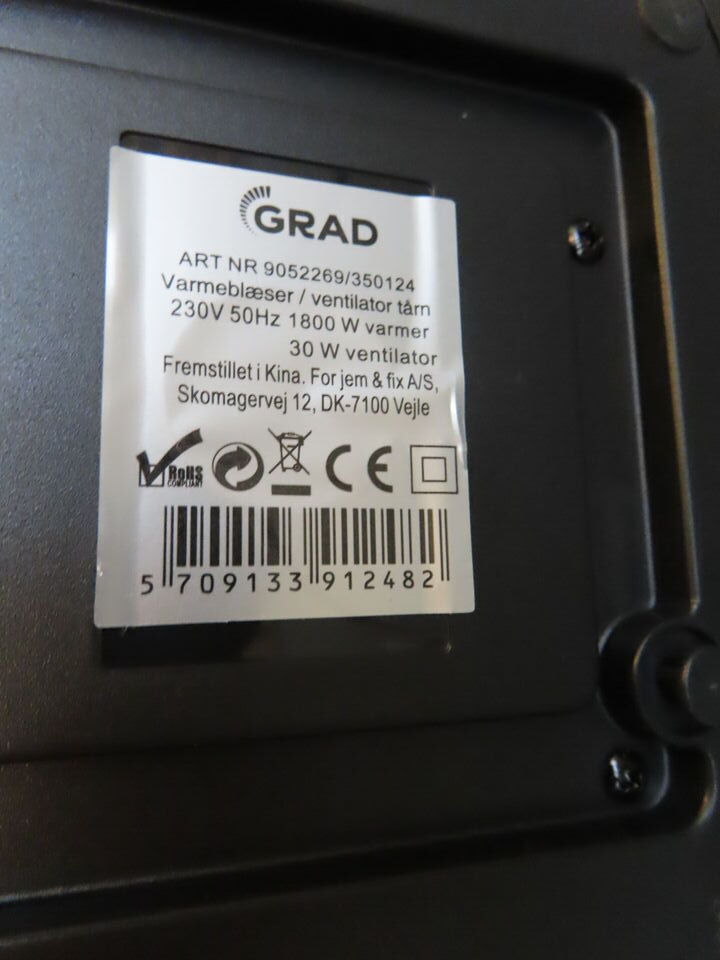 GRAD
ART NR 9052269/350124
Varmeblæser / ventilator tårn
230V 50Hz 1800 W varmer
30 W ventilator
Fremstillet i Kina. For jem & fix A/S,
Skomagervej 12, DK-7100 Vejle
RoHS
COMPLIANT
CE
5 709133 912482